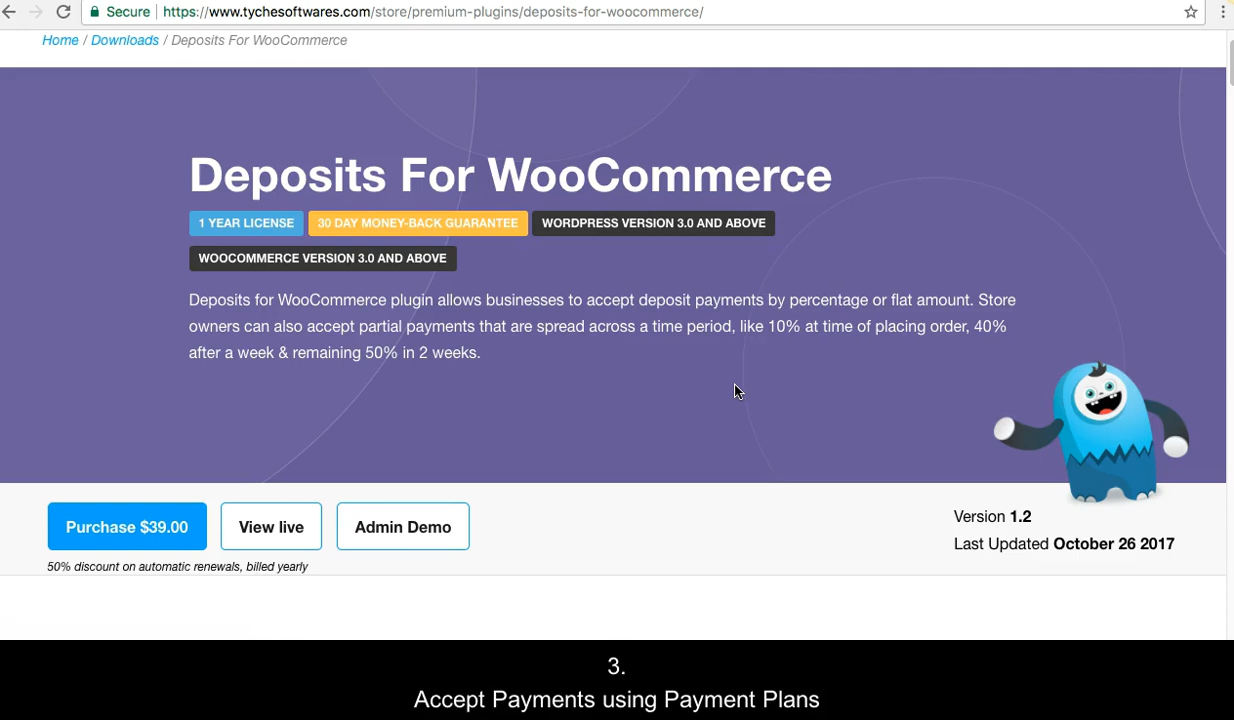 Secure https://www.tychesoftwares.com/store/premium-plugins/deposits-for-woocommerce/
Home / Downloads / Deposits For WooCommerce
Deposits For WooCommerce
1 YEAR LICENSE 30 DAY MONEY-BACK GUARANTEE WORDPRESS VERSION 3.0 AND ABOVE
WOOCOMMERCE VERSION 3.0 AND ABOVE
Deposits for WooCommerce plugin allows businesses to accept deposit payments by percentage or flat amount. Store
owners can also accept partial payments that are spread across a time period, like 10% at time of placing order, 40%
after a week & remaining 50% in 2 weeks.
Purchase $39.00 View live Admin Demo
50% discount on automatic renewals, billed yearly
Version 1.2
Last Updated October 26 2017
3.
Accept Payments using Payment Plans